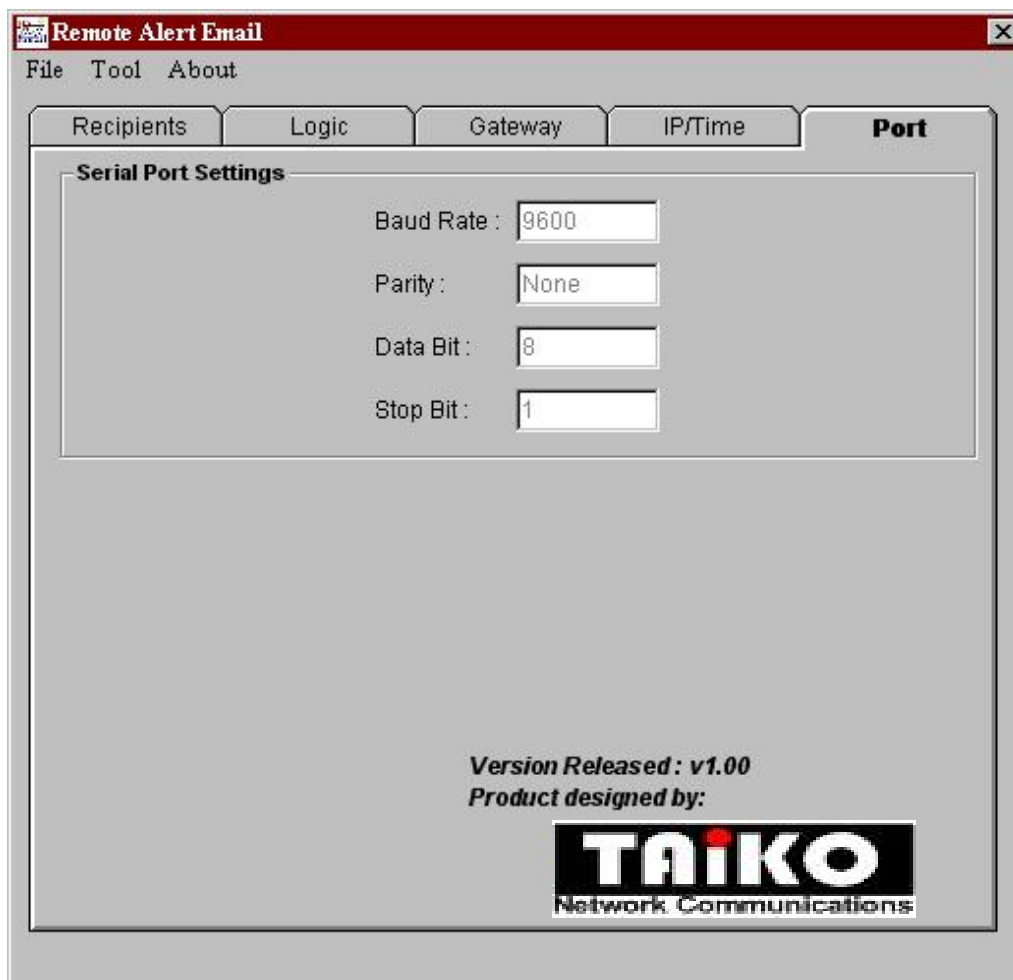 Remote Alert Email
File Tool About
Recipients Logic Gateway IP/Time Port
Serial Port Settings
Baud Rate : 9600
Parity : None
Data Bit : 8
Stop Bit : 1
Version Released : v1.00
Product designed by:
TAiKO
Network Communications